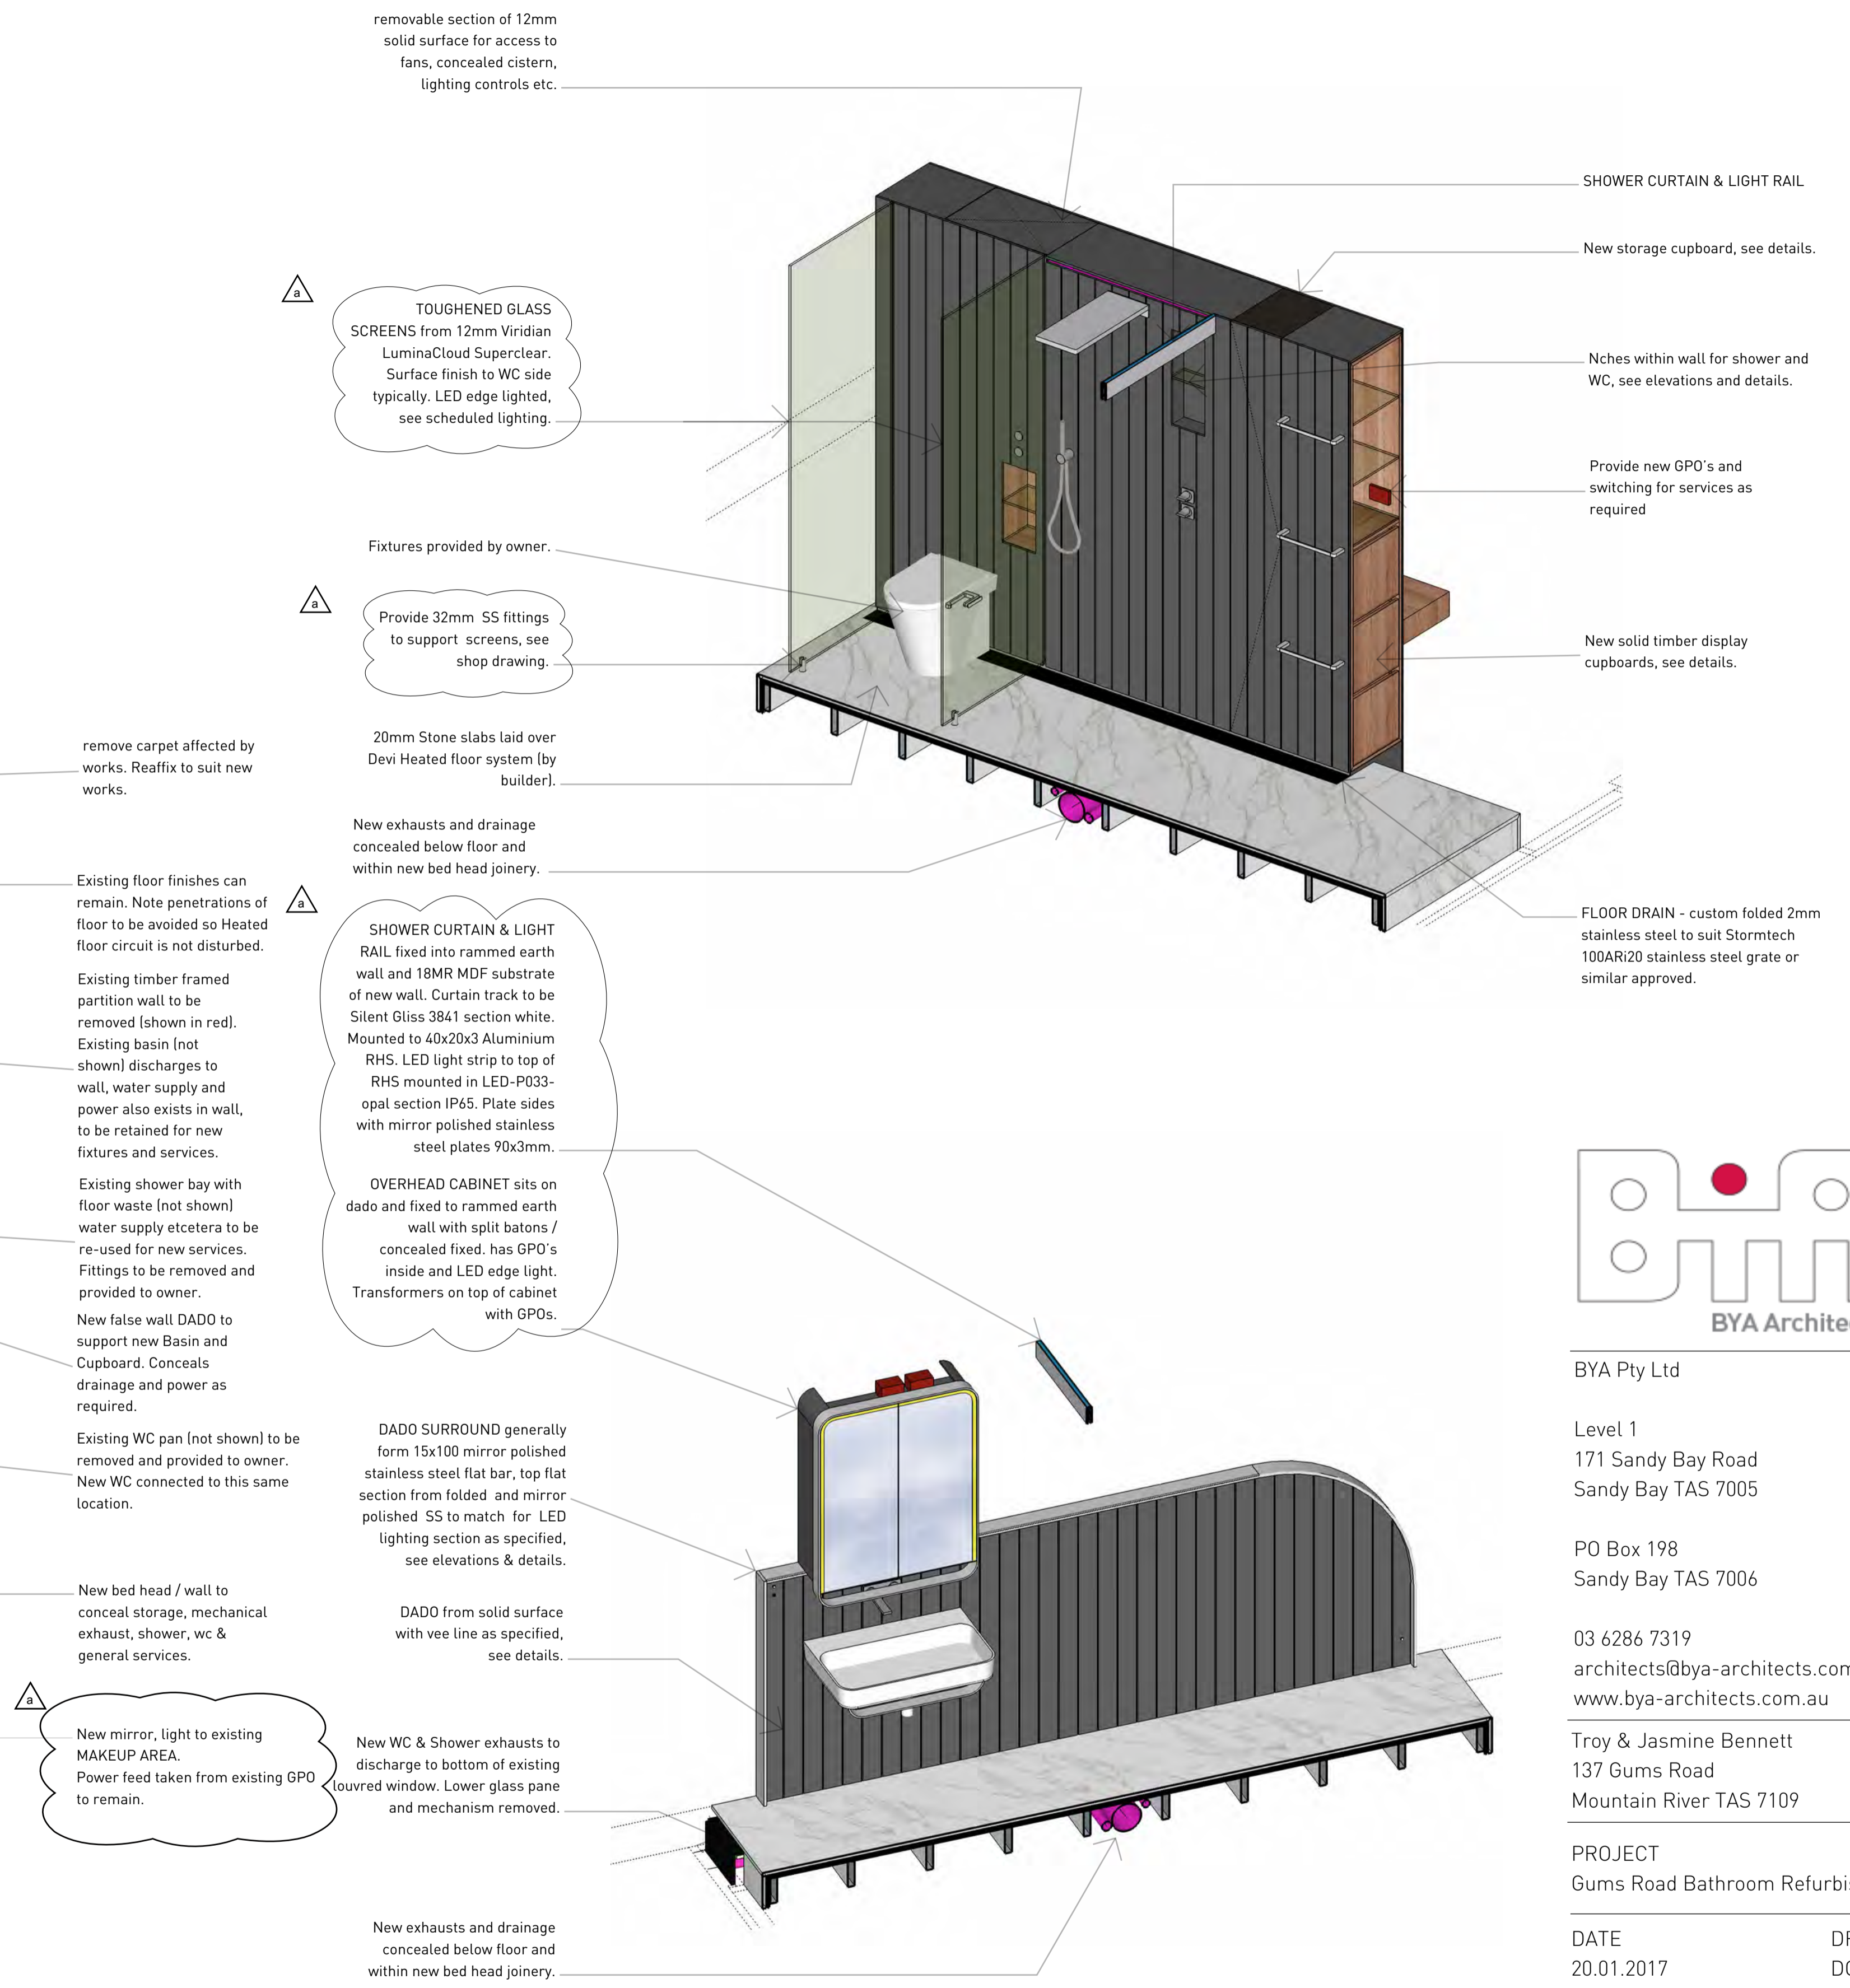 removable section of 12mm
solid surface for access to
fans, concealed cistern,
lighting controls etc.
a
TOUGHENED GLASS
SCREENS from 12mm Viridian
LuminaCloud Superclear.
Surface finish to WC side
typically. LED edge lighted,
see scheduled lighting.
Fixtures provided by owner.
a
Provide 32mm  SS fittings
to support  screens, see
shop drawing.
20mm Stone slabs laid over
Devi Heated floor system (by
builder).
New exhausts and drainage
concealed below floor and
within new bed head joinery.
SHOWER CURTAIN & LIGHT RAIL
New storage cupboard, see details.
Nches within wall for shower and
WC, see elevations and details.
Provide new GPO's and
switching for services as
required
New solid timber display
cupboards, see details.
FLOOR DRAIN - custom folded 2mm
stainless steel to suit Stormtech
100ARi20 stainless steel grate or
similar approved.
remove carpet affected by
works. Reaffix to suit new
works.
Existing floor finishes can
remain. Note penetrations of
floor to be avoided so Heated
floor circuit is not disturbed.
Existing timber framed
partition wall to be
removed (shown in red).
Existing basin (not
shown) discharges to
wall, water supply and
power also exists in wall,
to be retained for new
fixtures and services.
Existing shower bay with
floor waste (not shown)
water supply etcetera to be
re-used for new services.
Fittings to be removed and
provided to owner.
New false wall DADO to
support new Basin and
Cupboard. Conceals
drainage and power as
required.
Existing WC pan (not shown) to be
removed and provided to owner.
New WC connected to this same
location.
New bed head / wall to
conceal storage, mechanical
exhaust, shower, wc &
general services.
a
New mirror, light to existing
MAKEUP AREA.
Power feed taken from existing GPO
to remain.
a
SHOWER CURTAIN & LIGHT
RAIL fixed into rammed earth
wall and 18MR MDF substrate
of new wall. Curtain track to be
Silent Gliss 3841 section white.
Mounted to 40x20x3 Aluminium
RHS. LED light strip to top of
RHS mounted in LED-P033-
opal section IP65. Plate sides
with mirror polished stainless
steel plates 90x3mm.
OVERHEAD CABINET sits on
dado and fixed to rammed earth
wall with split batons /
concealed fixed. has GPO's
inside and LED edge light.
Transformers on top of cabinet
with GPOs.
DADO SURROUND generally
form 15x100 mirror polished
stainless steel flat bar, top flat
section from folded  and mirror
polished  SS to match  for  LED
lighting section as specified,
see elevations & details.
DADO from solid surface
with vee line as specified,
see details.
New WC & Shower exhausts to
discharge to bottom of existing
louvred window. Lower glass pane
and mechanism removed.
New exhausts and drainage
concealed below floor and
within new bed head joinery.
BYA Archite
BYA Pty Ltd
Level 1
171 Sandy Bay Road
Sandy Bay TAS 7005
PO Box 198
Sandy Bay TAS 7006
03 6286 7319
architects@bya-architects.com
www.bya-architects.com.au
Troy & Jasmine Bennett
137 Gums Road
Mountain River TAS 7109
PROJECT
Gums Road Bathroom Refurbis
DATE
20.01.2017